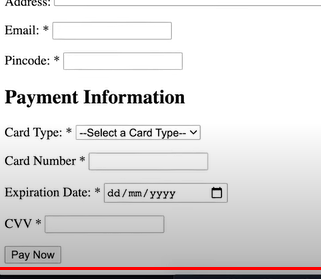 Address:
Email: *
Pincode: *
Payment Information
Card Type: * --Select a Card Type--
Card Number *
Expiration Date: * dd/mm/yyyy
CVV *
Pay Now